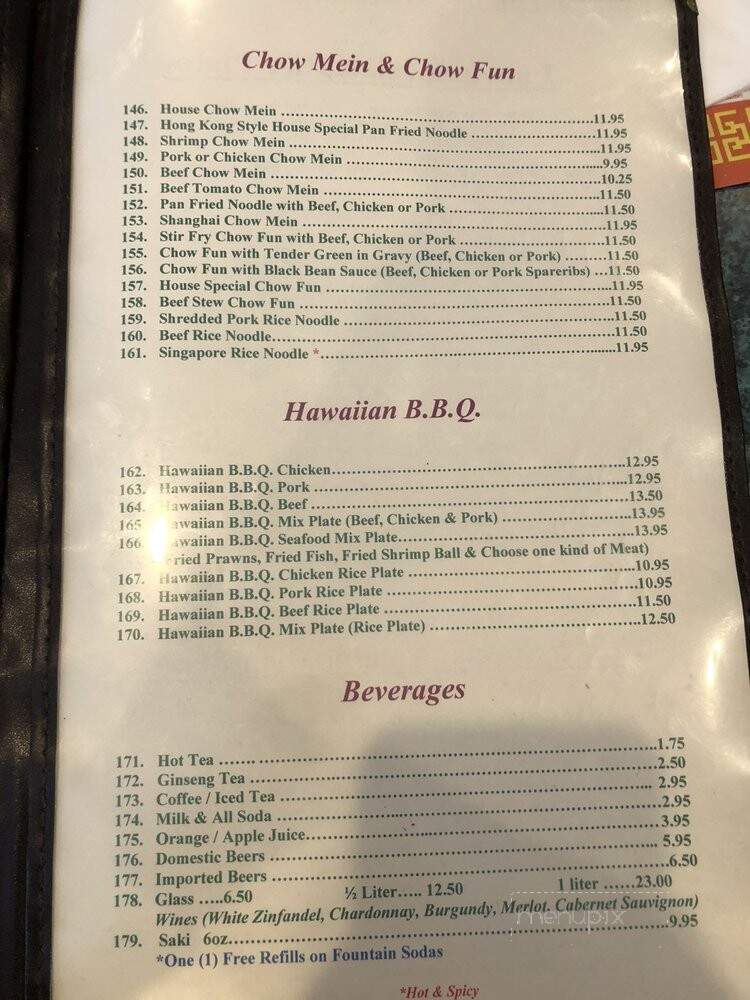 Chow Mein & Chow Fun
146. House Chow Mein ..........11.95
147. Hong Kong Style House Special Pan Fried Noodle ..........11.95
148. Shrimp Chow Mein ..........11.95
149. Pork or Chicken Chow Mein ..........9.95
150. Beef Chow Mein ..........10.25
151. Beef Tomato Chow Mein ..........11.50
152. Pan Fried Noodle with Beef, Chicken or Pork ..........11.50
153. Shanghai Chow Mein ..........11.95
154. Stir Fry Chow Fun with Beef, Chicken or Pork ..........11.50
155. Chow Fun with Tender Green in Gravy (Beef, Chicken or Pork) .........11.50
156. Chow Fun with Black Bean Sauce (Beef, Chicken or Pork Spareribs) ...11.50
157. House Special Chow Fun ..........11.95
158. Beef Stew Chow Fun ..........11.50
159. Shredded Pork Rice Noodle ..........11.50
160. Beef Rice Noodle..........11.50
161. Singapore Rice Noodle *..........11.95
Hawaiian B.B.Q.
162. Hawaiian B.B.Q. Chicken..........12.95
163. Hawaiian B.B.Q. Pork ..........12.95
164. Hawaiian B.B.Q. Beef ..........13.50
165. Hawaiian B.B.Q. Mix Plate (Beef, Chicken & Pork) ..........13.95
166. Hawaiian B.B.Q. Seafood Mix Plate..........13.95
(Fried Prawns, Fried Fish, Fried Shrimp Ball & Choose one kind of Meat)
167. Hawaiian B.B.Q. Chicken Rice Plate ..........10.95
168. Hawaiian B.B.Q. Pork Rice Plate ..........10.95
169. Hawaiian B.B.Q. Beef Rice Plate ..........11.50
170. Hawaiian B.B.Q. Mix Plate (Rice Plate) ..........12.50
Beverages
171. Hot Tea ..........1.75
172. Ginseng Tea ..........2.50
173. Coffee / Iced Tea .......... 2.95
174. Milk & All Soda ..........2.95
175. Orange / Apple Juice..........3.95
176. Domestic Beers .......... 5.95
177. Imported Beers ..........6.50
178. Glass .....6.50 ½ Liter..... 12.50 1 liter ......23.00
Wines (White Zinfandel, Chardonnay, Burgundy, Merlot. Cabernet Sauvignon)
179. Saki 6oz..........9.95
*One (1) Free Refills on Fountain Sodas
*Hot & Spicy
menupix